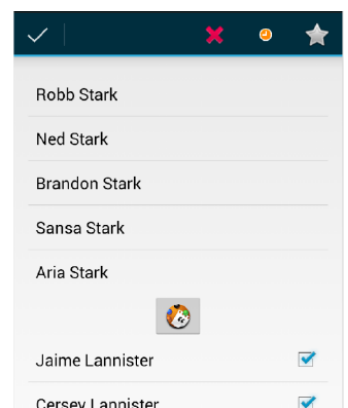 Robb Stark
Ned Stark
Brandon Stark
Sansa Stark
Aria Stark
Jaime Lannister
Cersey Lannister